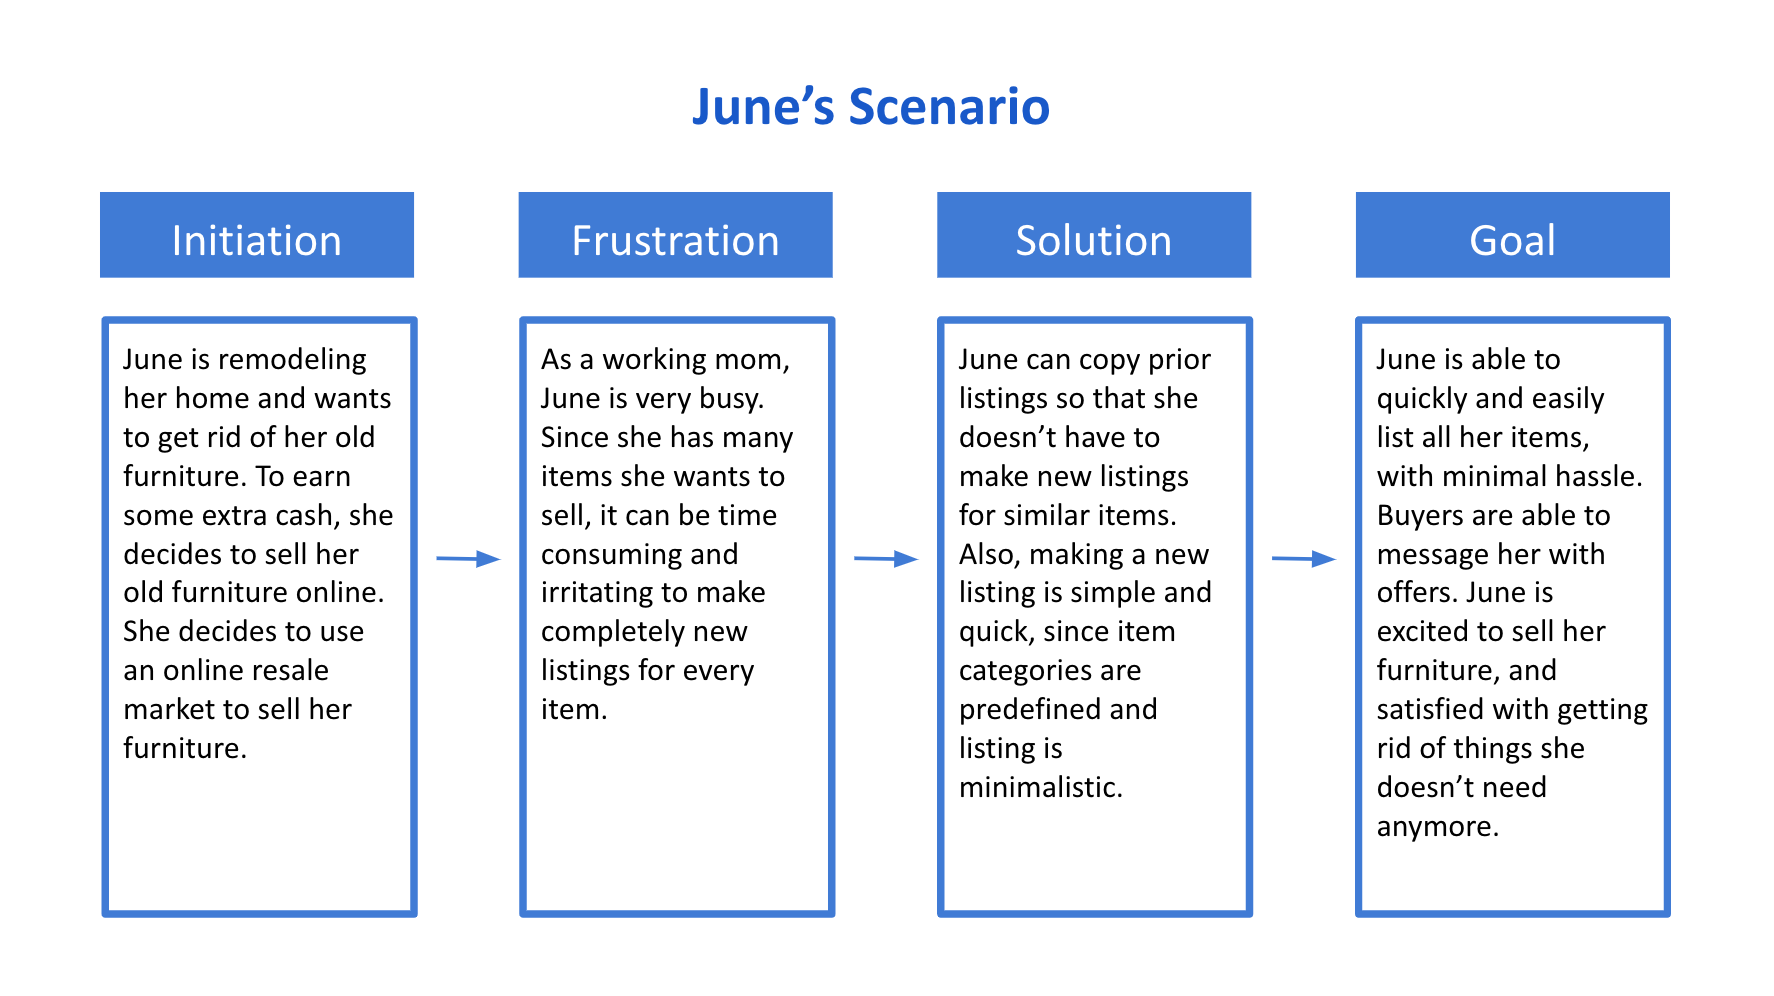 June’s Scenario
Initiation
Frustration
Solution
Goal
June is remodeling
her home and wants
to get rid of her old
furniture. To earn
some extra cash, she
decides to sell her
old furniture online.
She decides to use
an online resale
market to sell her
furniture.
As a working mom,
June is very busy.
Since she has many
items she wants to
sell, it can be time
consuming and
irritating to make
completely new
listings for every
item.
June can copy prior
listings so that she
doesn’t have to
make new listings
for similar items.
Also, making a new
listing is simple and
quick, since item
categories are
predefined and
listing is
minimalistic.
June is able to
quickly and easily
list all her items,
with minimal hassle.
Buyers are able to
message her with
offers. June is
excited to sell her
furniture, and
satisfied with getting
rid of things she
doesn’t need
anymore.